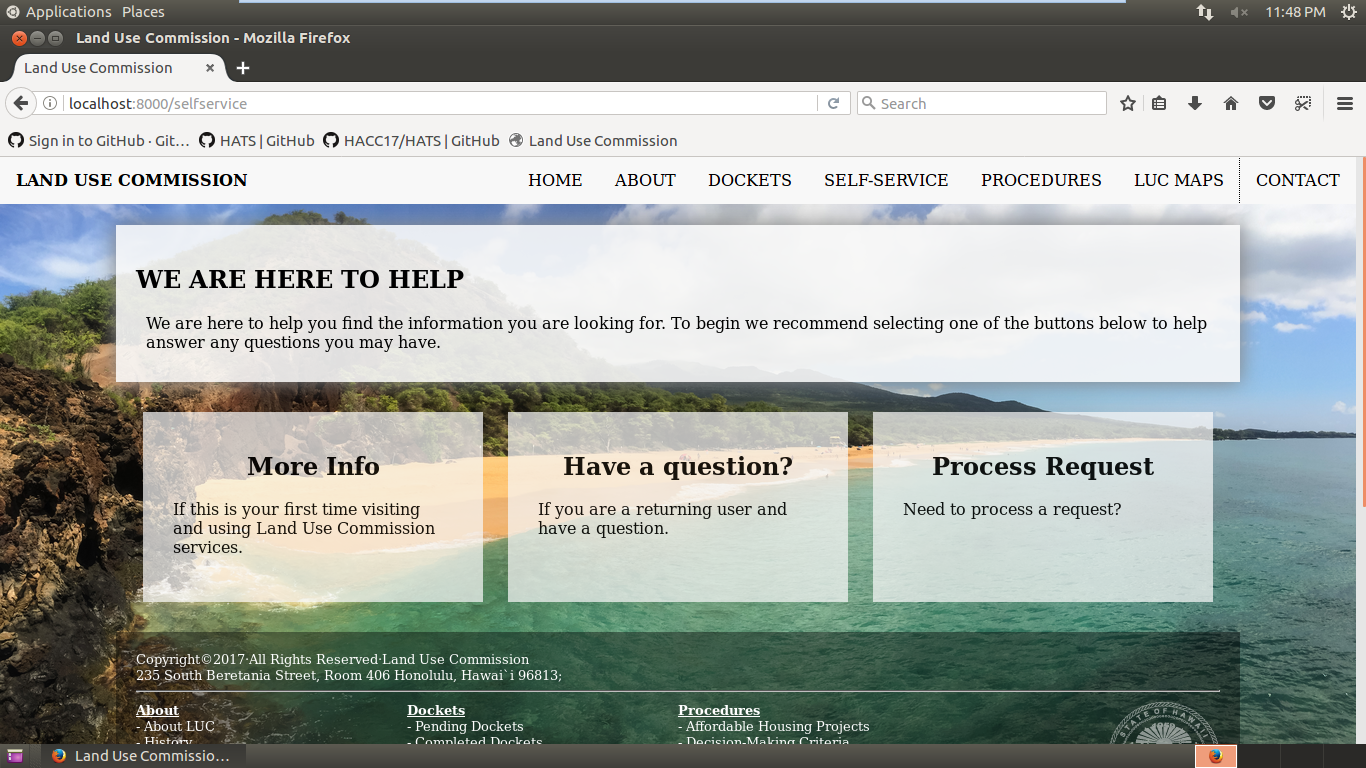 Applications Places 11:48 PM
Land Use Commission - Mozilla Firefox
Land Use Commission
localhost:8000/selfservice
Search
Sign in to GitHub · Git… HATS | GitHub HACC17/HATS | GitHub Land Use Commission
LAND USE COMMISSION HOME ABOUT DOCKETS SELF-SERVICE PROCEDURES LUC MAPS CONTACT
WE ARE HERE TO HELP
We are here to help you find the information you are looking for. To begin we recommend selecting one of the buttons below to help
answer any questions you may have.
More Info
If this is your first time visiting
and using Land Use Commission
services.
Have a question?
If you are a returning user and
have a question.
Process Request
Need to process a request?
Copyright©2017·All Rights Reserved·Land Use Commission
235 South Beretania Street, Room 406 Honolulu, Hawai`i 96813;
About
- About LUC
- History
Dockets
- Pending Dockets
- Completed Dockets
Procedures
- Affordable Housing Projects
- Decision-Making Criteria
STATE OF HAWAII
1959
Land Use Commissio…